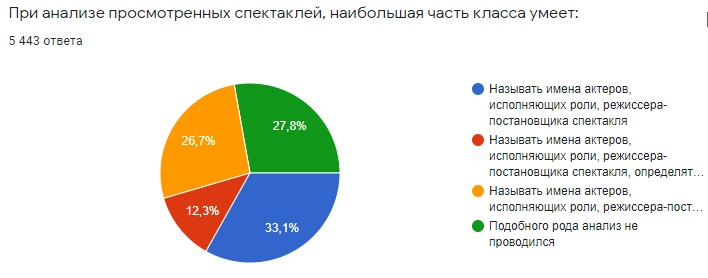 При анализе просмотренных спектаклей, наибольшая часть класса умеет:
5 443 ответа
27,8%
26,7%
12,3%
33,1%
Называть имена актеров,
исполняющих роли, режиссера-
постановщика спектакля
Называть имена актеров,
исполняющих роли, режиссера-
постановщика спектакля, определят…
Называть имена актеров,
исполняющих роли, режиссера-пост…
Подобного рода анализ не
проводился